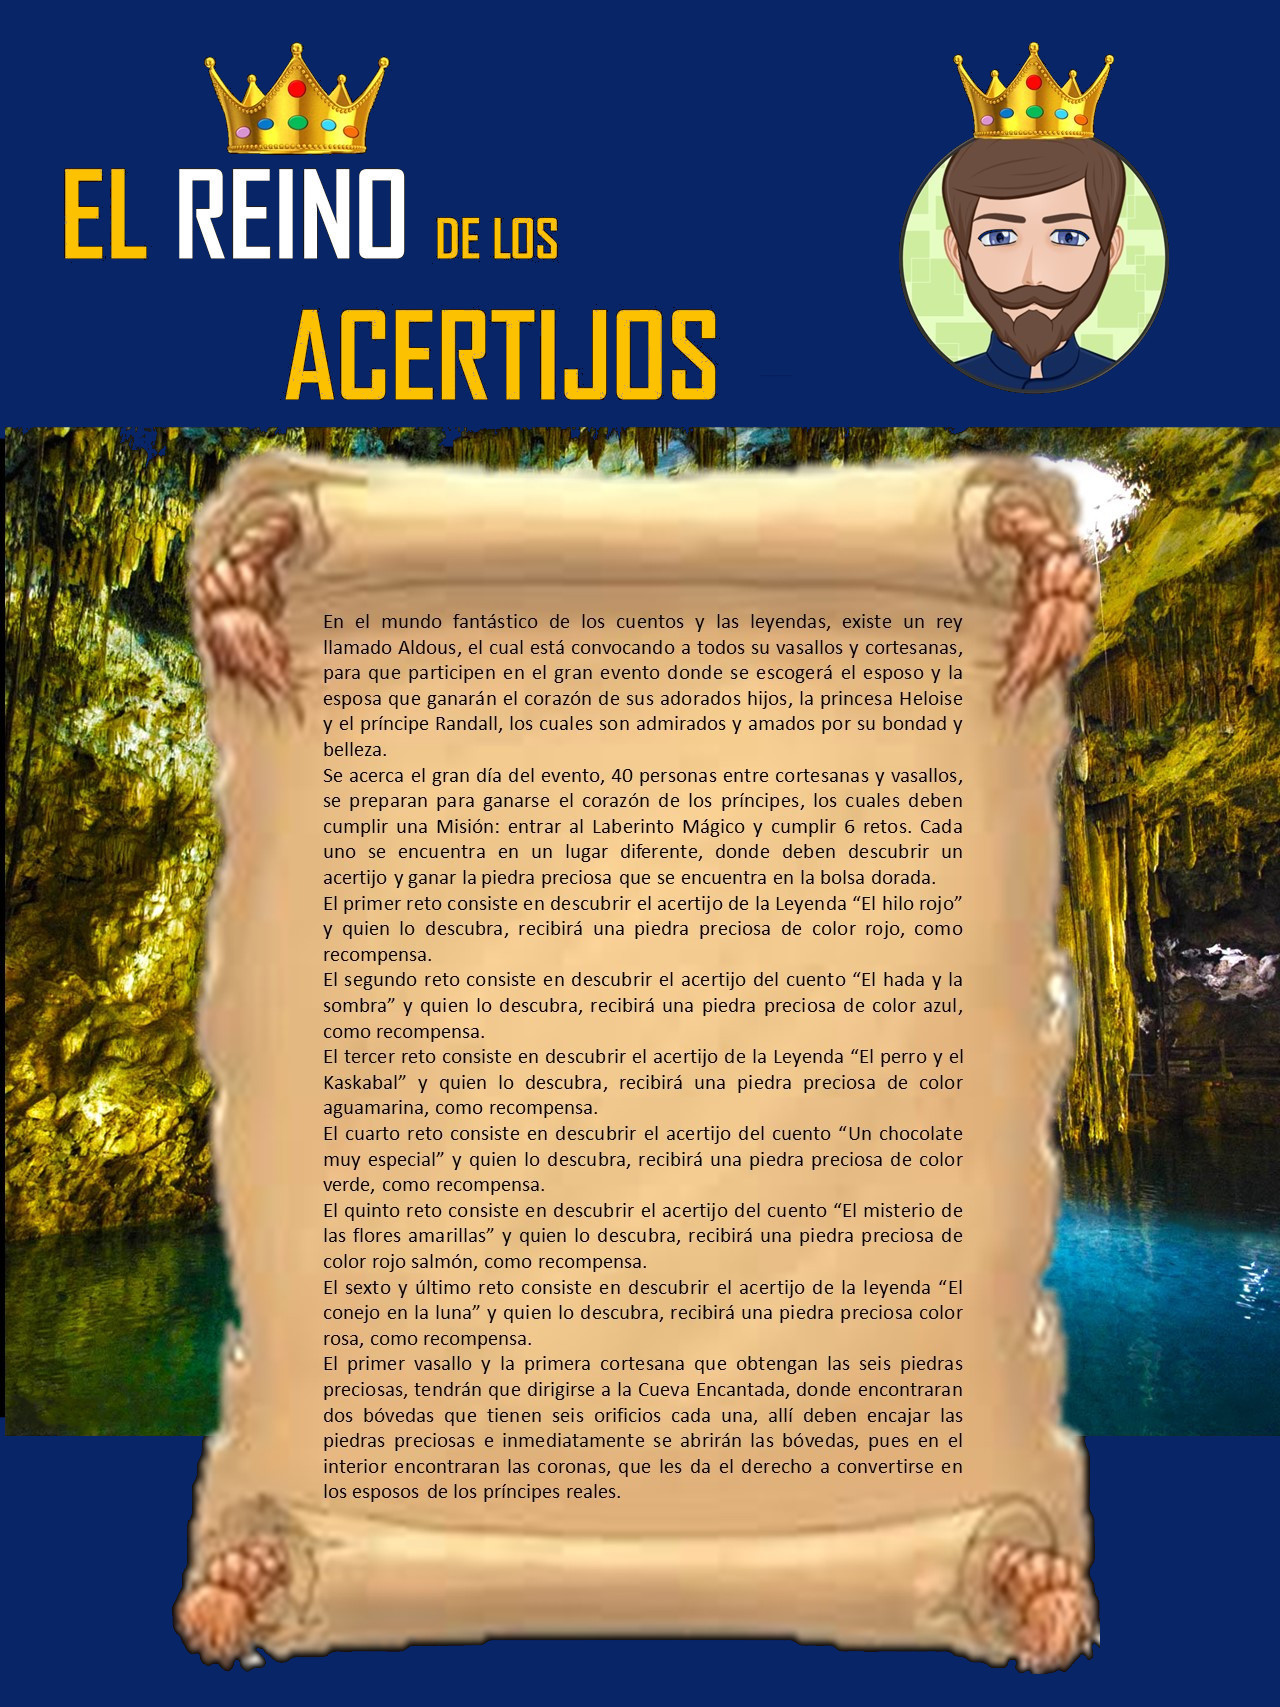 EL REINO DE LOS
ACERTIJOS
En el mundo fantástico de los cuentos y las leyendas, existe un rey
llamado Aldous, el cual está convocando a todos su vasallos y cortesanas,
para que participen en el gran evento donde se escogerá el esposo y la
esposa que ganarán el corazón de sus adorados hijos, la princesa Heloise
y el príncipe Randall, los cuales son admirados y amados por su bondad y
belleza.
Se acerca el gran día del evento, 40 personas entre cortesanas y vasallos,
se preparan para ganarse el corazón de los príncipes, los cuales deben
cumplir una Misión: entrar al Laberinto Mágico y cumplir 6 retos. Cada
uno se encuentra en un lugar diferente, donde deben descubrir un
acertijo y ganar la piedra preciosa que se encuentra en la bolsa dorada.
El primer reto consiste en descubrir el acertijo de la Leyenda “El hilo rojo”
y quien lo descubra, recibirá una piedra preciosa de color rojo, como
recompensa.
El segundo reto consiste en descubrir el acertijo del cuento “El hada y la
sombra” y quien lo descubra, recibirá una piedra preciosa de color azul,
como recompensa.
El tercer reto consiste en descubrir el acertijo de la Leyenda “El perro y el
Kaskabal” y quien lo descubra, recibirá una piedra preciosa de color
aguamarina, como recompensa.
El cuarto reto consiste en descubrir el acertijo del cuento “Un chocolate
muy especial” y quien lo descubra, recibirá una piedra preciosa de color
verde, como recompensa.
El quinto reto consiste en descubrir el acertijo del cuento “El misterio de
las flores amarillas” y quien lo descubra, recibirá una piedra preciosa de
color rojo salmón, como recompensa.
El sexto y último reto consiste en descubrir el acertijo de la leyenda “El
conejo en la luna” y quien lo descubra, recibirá una piedra preciosa color
rosa, como recompensa.
El primer vasallo y la primera cortesana que obtengan las seis piedras
preciosas, tendrán que dirigirse a la Cueva Encantada, donde encontraran
dos bóvedas que tienen seis orificios cada una, allí deben encajar las
piedras preciosas e inmediatamente se abrirán las bóvedas, pues en el
interior encontraran las coronas, que les da el derecho a convertirse en
los esposos de los príncipes reales.